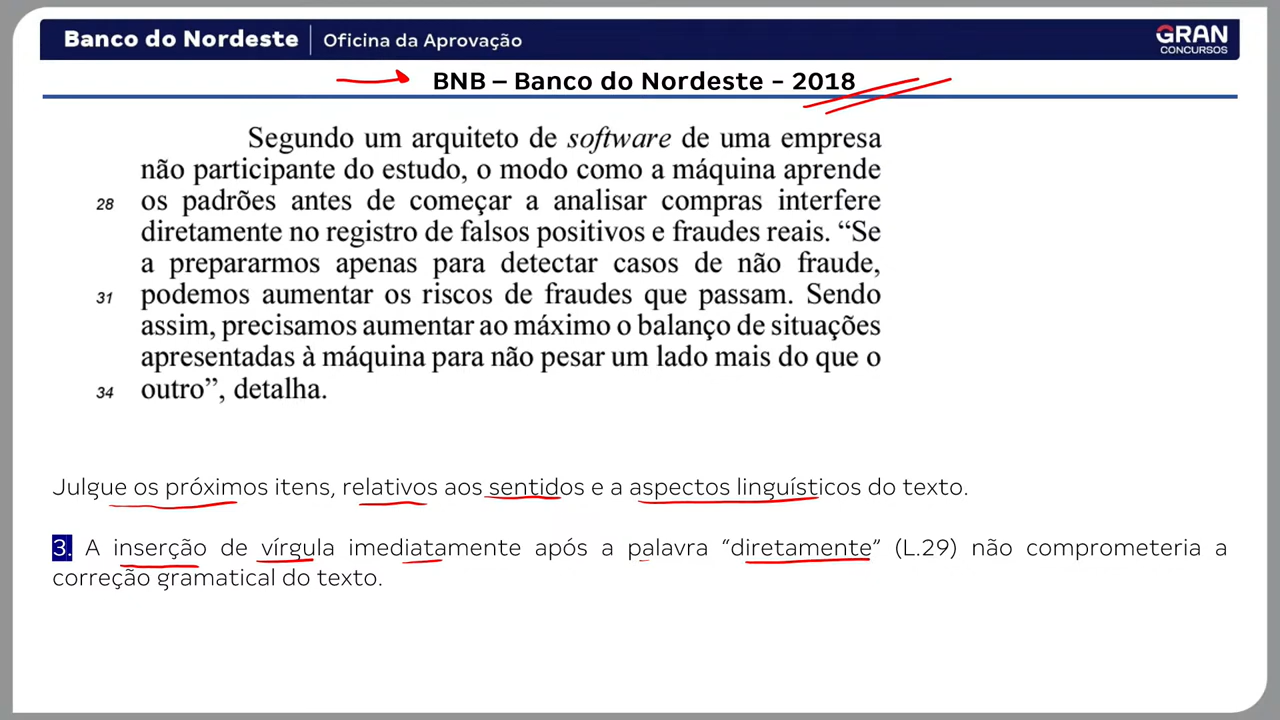 Banco do Nordeste | Oficina da Aprovação
GRAN
CONCURSOS
BNB – Banco do Nordeste - 2018
Segundo um arquiteto de software de uma empresa
não participante do estudo, o modo como a máquina aprende
28 os padrões antes de começar a analisar compras interfere
diretamente no registro de falsos positivos e fraudes reais. “Se
a prepararmos apenas para detectar casos de não fraude,
31 podemos aumentar os riscos de fraudes que passam. Sendo
assim, precisamos aumentar ao máximo o balanço de situações
apresentadas à máquina para não pesar um lado mais do que o
34 outro”, detalha.
Julgue os próximos itens, relativos aos sentidos e a aspectos linguísticos do texto.
3. A inserção de vírgula imediatamente após a palavra “diretamente” (L.29) não comprometeria a
correção gramatical do texto.